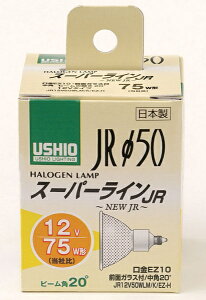 日本製
75W形
USHIO
USHIO LIGHTING
JRφ50
HALOGEN LAMP
スーパーラインJR
～NEW JR～
12V
75W形
(当社比)
ビーム角20°
口金EZ10
前面ガラス付/中角20°
JR12V50WLM/K/EZ-H